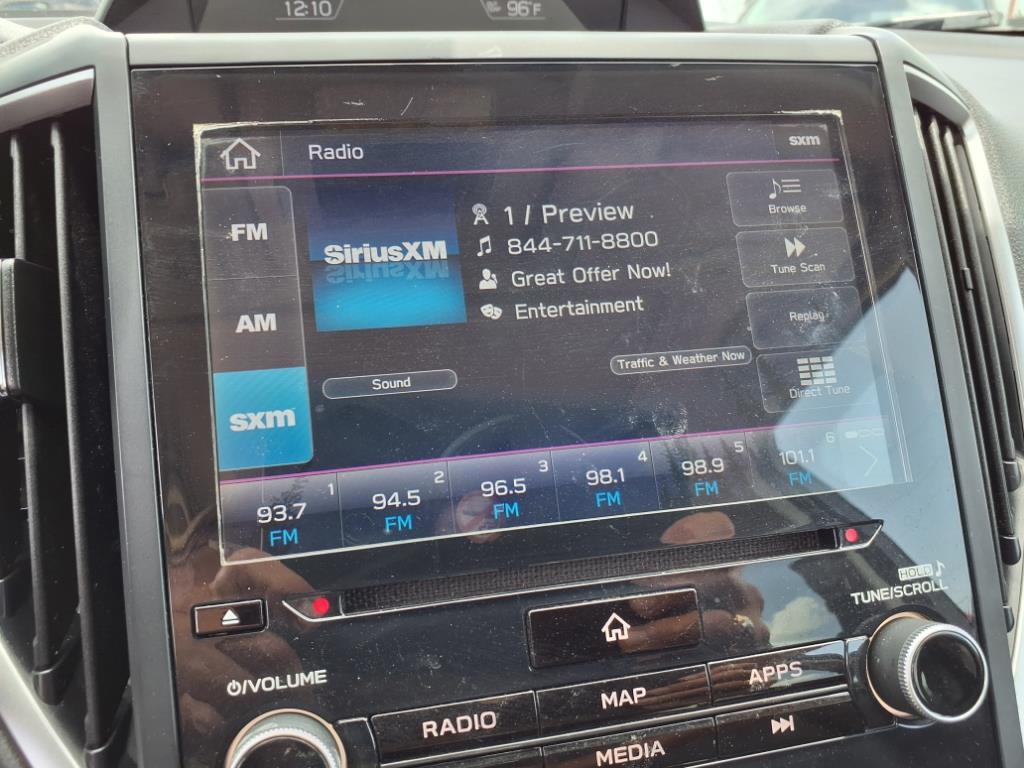 12:10
96°F
Radio
sxm
FM
AM
sxm
SiriusXM
1 / Preview
844-711-8800
Great Offer Now!
Entertainment
Browse
Tune Scan
Replay
Direct Tune
Sound
Traffic & Weather Now
1
93.7
FM
2
94.5
FM
3
96.5
FM
4
98.1
FM
5
98.9
FM
6
101.1
FM
HOLD
TUNE/SCROLL
/VOLUME
RADIO
MAP
APPS
MEDIA